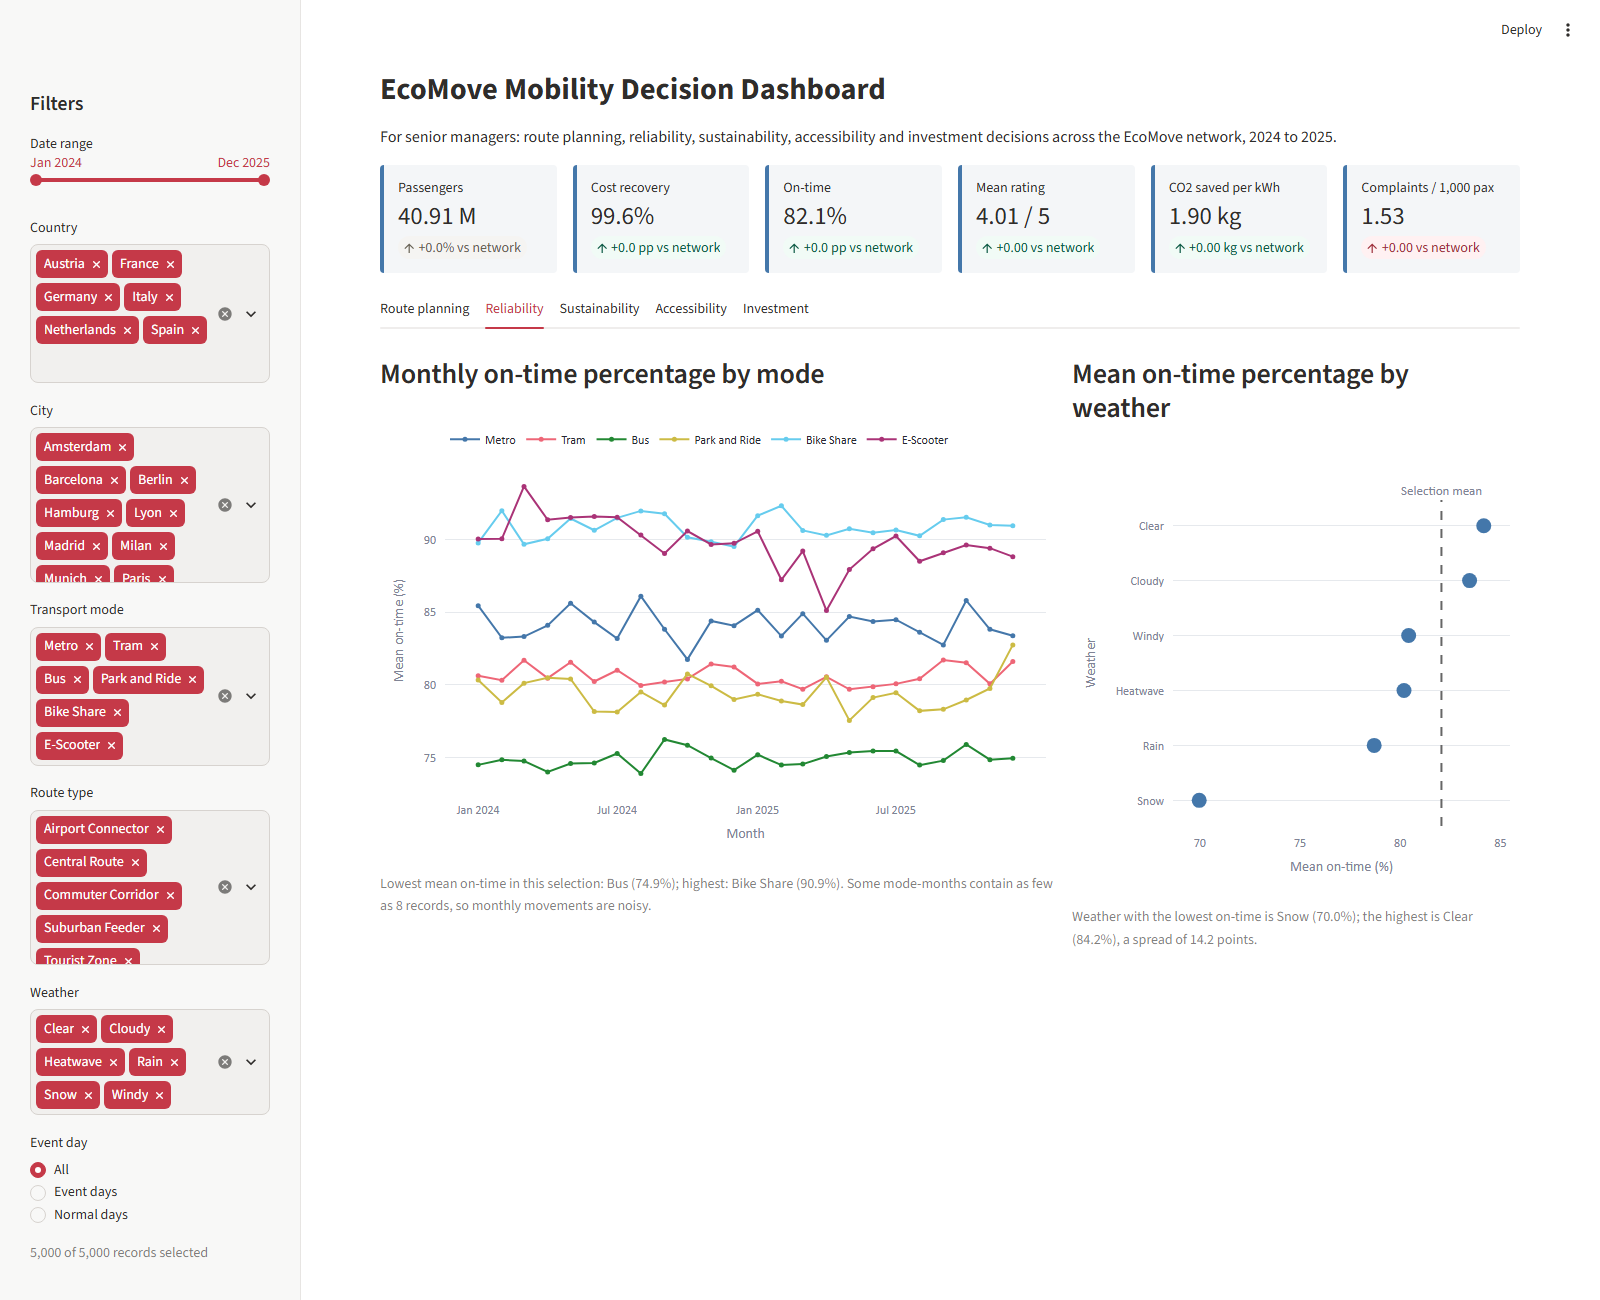 Deploy
Filters
Date range
Jan 2024 Dec 2025
Country
Austria France
Germany Italy
Netherlands Spain
City
Amsterdam
Barcelona Berlin
Hamburg Lyon
Madrid Milan
Munich Paris
Transport mode
Metro Tram
Bus Park and Ride
Bike Share
E-Scooter
Route type
Airport Connector
Central Route
Commuter Corridor
Suburban Feeder
Tourist Zone
Weather
Clear Cloudy
Heatwave Rain
Snow Windy
Event day
All
Event days
Normal days
5,000 of 5,000 records selected
EcoMove Mobility Decision Dashboard
For senior managers: route planning, reliability, sustainability, accessibility and investment decisions across the EcoMove network, 2024 to 2025.
Passengers
40.91 M
↑ +0.0% vs network
Cost recovery
99.6%
↑ +0.0 pp vs network
On-time
82.1%
↑ +0.0 pp vs network
Mean rating
4.01 / 5
↑ +0.00 vs network
CO2 saved per kWh
1.90 kg
↑ +0.00 kg vs network
Complaints / 1,000 pax
1.53
↑ +0.00 vs network
Route planning Reliability Sustainability Accessibility Investment
Monthly on-time percentage by mode
Metro Tram Bus Park and Ride Bike Share E-Scooter
Mean on-time (%)
90
85
80
75
Jan 2024 Jul 2024 Jan 2025 Jul 2025
Month
Lowest mean on-time in this selection: Bus (74.9%); highest: Bike Share (90.9%). Some mode-months contain as few
as 8 records, so monthly movements are noisy.
Mean on-time percentage by
weather
Selection mean
Weather
Clear
Cloudy
Windy
Heatwave
Rain
Snow
70 75 80 85
Mean on-time (%)
Weather with the lowest on-time is Snow (70.0%); the highest is Clear
(84.2%), a spread of 14.2 points.